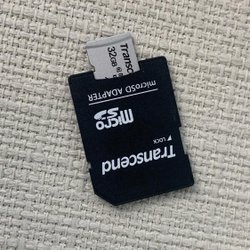 Transcend
LOCK
micro
SD
microSD ADAPTER
32GB
Transc